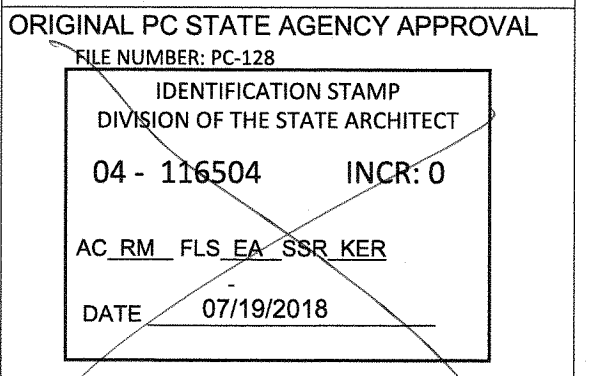 ORIGINAL PC STATE AGENCY APPROVAL
FILE NUMBER: PC-128
IDENTIFICATION STAMP
DIVISION OF THE STATE ARCHITECT
04 - 116504 INCR: 0
AC RM FLS EA SSR KER
DATE 07/19/2018